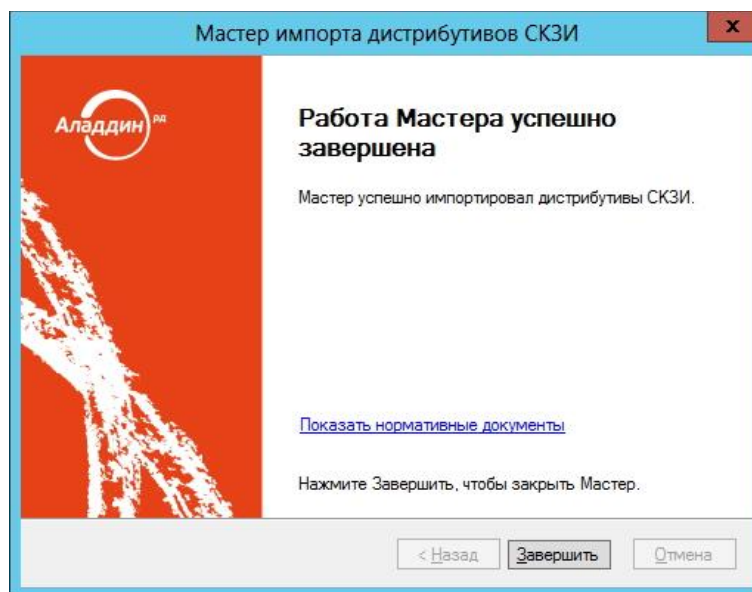 Мастер импорта дистрибутивов СКЗИ
x
Аладдин РД
Работа Мастера успешно
завершена
Мастер успешно импортировал дистрибутивы СКЗИ.
Показать нормативные документы
Нажмите Завершить, чтобы закрыть Мастер.
< Назад Завершить Отмена